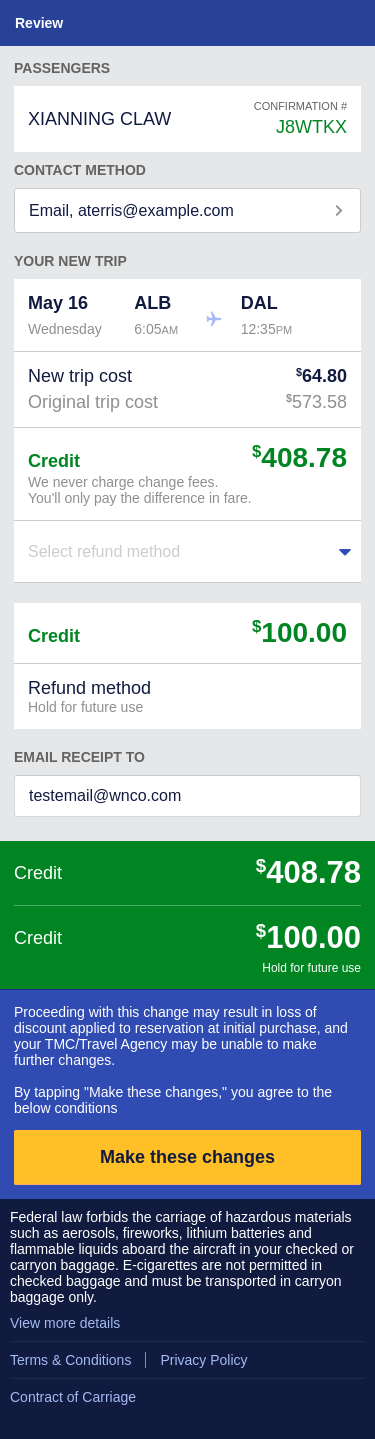 Review
PASSENGERS
XIANNING CLAW
CONFIRMATION #
J8WTKX
CONTACT METHOD
Email, aterris@example.com
YOUR NEW TRIP
May 16 ALB DAL
Wednesday 6:05AM 12:35PM
New trip cost $64.80
Original trip cost $573.58
Credit $408.78
We never charge change fees.
You'll only pay the difference in fare.
Select refund method
Credit $100.00
Refund method
Hold for future use
EMAIL RECEIPT TO
testemail@wnco.com
Credit $408.78
Credit $100.00
Hold for future use
Proceeding with this change may result in loss of
discount applied to reservation at initial purchase, and
your TMC/Travel Agency may be unable to make
further changes.
By tapping "Make these changes," you agree to the
below conditions
Make these changes
Federal law forbids the carriage of hazardous materials
such as aerosols, fireworks, lithium batteries and
flammable liquids aboard the aircraft in your checked or
carryon baggage. E-cigarettes are not permitted in
checked baggage and must be transported in carryon
baggage only.
View more details
Terms & Conditions Privacy Policy
Contract of Carriage